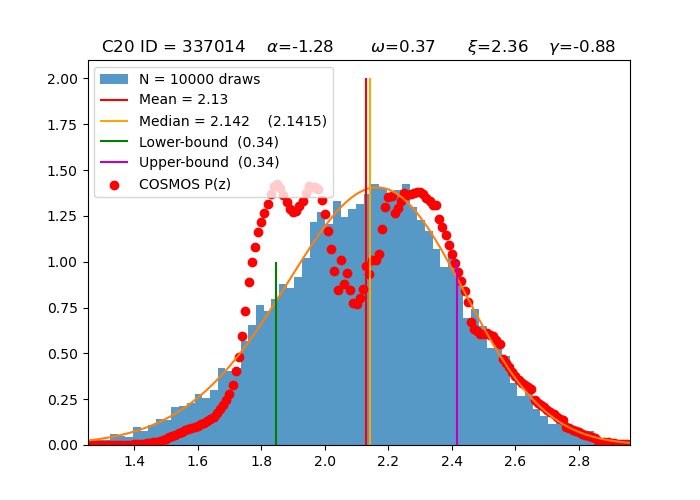 C20 ID = 337014 α=-1.28 ω=0.37 ξ=2.36 γ=-0.88
N = 10000 draws
Mean = 2.13
Median = 2.142 (2.1415)
Lower-bound (0.34)
Upper-bound (0.34)
COSMOS P(z)
2.00
1.75
1.50
1.25
1.00
0.75
0.50
0.25
0.00
1.4 1.6 1.8 2.0 2.2 2.4 2.6 2.8